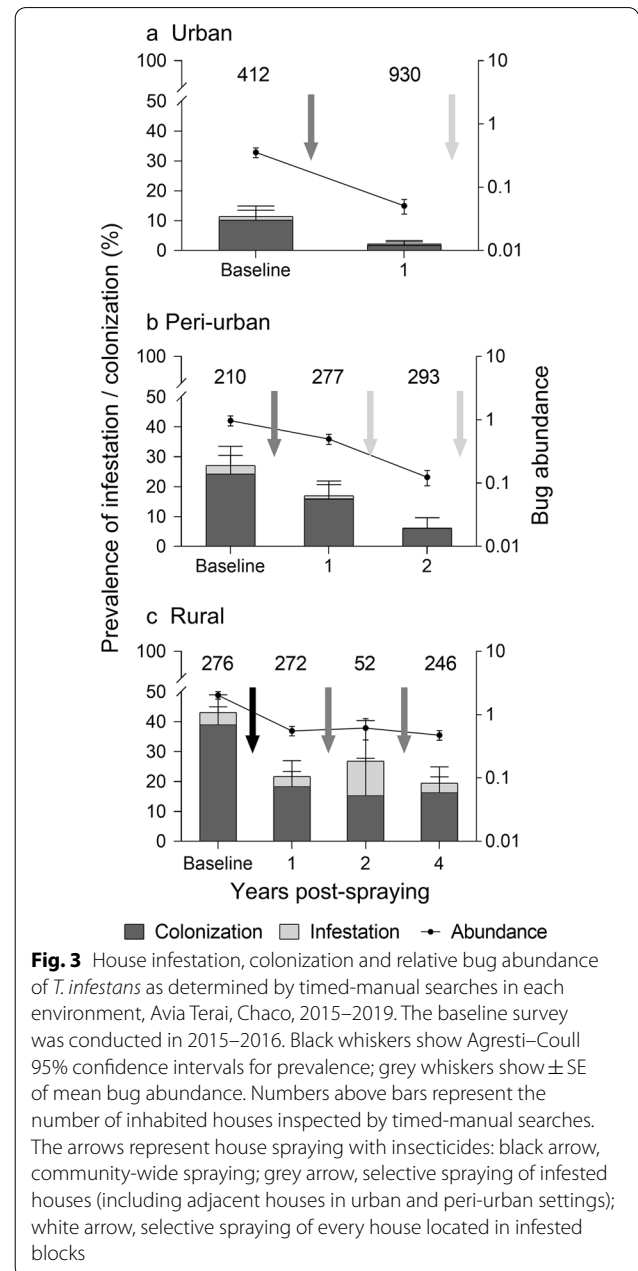 a Urban
100
50
40
30
20
10
0
412
930
10
1
0.1
0.01
Baseline
1
b Peri-urban
100
50
40
30
20
10
0
210
277
293
10
1
0.1
0.01
Baseline
1
2
c Rural
100
50
40
30
20
10
0
276
272
52
246
10
1
0.1
0.01
Baseline
1
2
4
Prevalence of infestation / colonization (%)
Bug abundance
Years post-spraying
Colonization
Infestation
Abundance
Fig. 3 House infestation, colonization and relative bug abundance
of T. infestans as determined by timed-manual searches in each
environment, Avia Terai, Chaco, 2015–2019. The baseline survey
was conducted in 2015–2016. Black whiskers show Agresti–Coull
95% confidence intervals for prevalence; grey whiskers show ± SE
of mean bug abundance. Numbers above bars represent the
number of inhabited houses inspected by timed-manual searches.
The arrows represent house spraying with insecticides: black arrow,
community-wide spraying; grey arrow, selective spraying of infested
houses (including adjacent houses in urban and peri-urban settings);
white arrow, selective spraying of every house located in infested
blocks